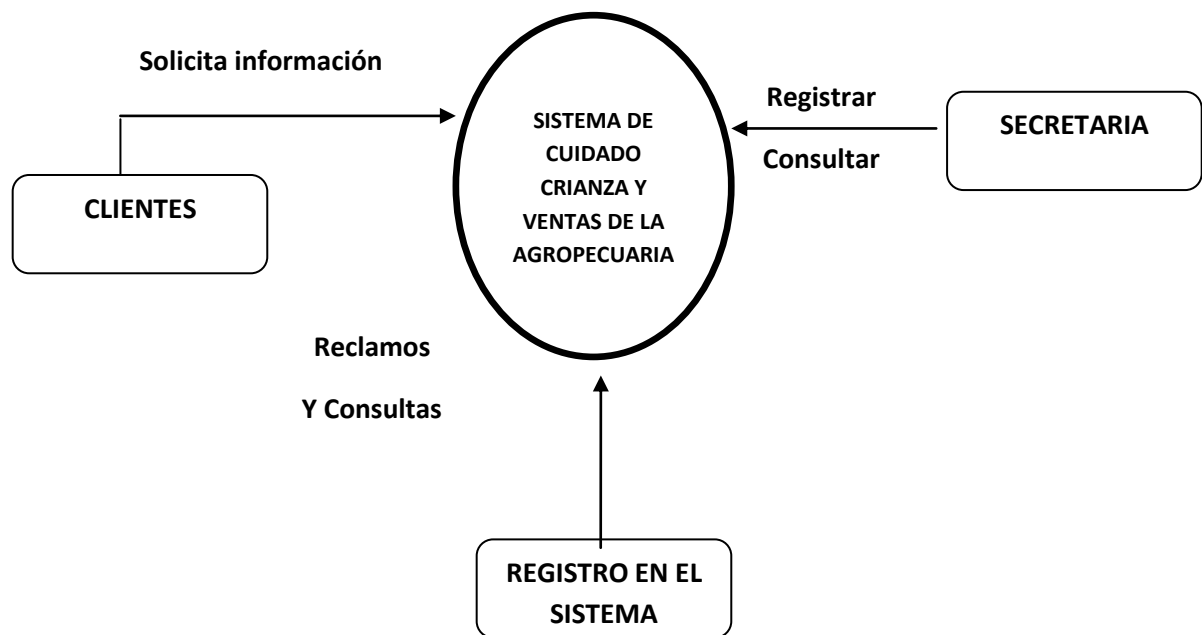 Solicita información
CLIENTES
SISTEMA DE
CUIDADO
CRIANZA Y
VENTAS DE LA
AGROPECUARIA
Registrar
Consultar
SECRETARIA
Reclamos
Y Consultas
REGISTRO EN EL
SISTEMA